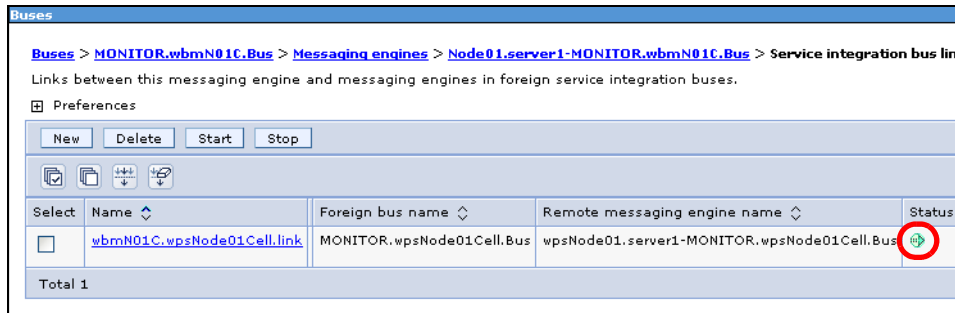 Buses
Buses > MONITOR.wbmN01C.Bus > Messaging engines > Node01.server1-MONITOR.wbmN01C.Bus > Service integration bus lin
Links between this messaging engine and messaging engines in foreign service integration buses.
Preferences
New Delete Start Stop
Select Name Foreign bus name Remote messaging engine name Status
wbmN01C.wpsNode01Cell.link MONITOR.wpsNode01Cell.Bus wpsNode01.server1-MONITOR.wpsNode01Cell.Bus
Total 1